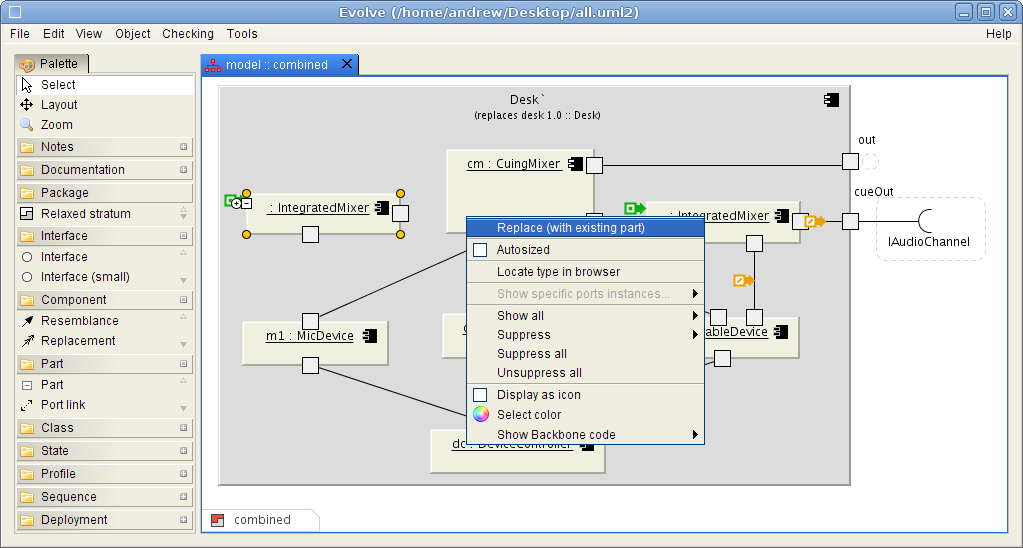 Evolve (/home/andrew/Desktop/all.uml2)
File Edit View Object Checking Tools Help
Palette
Select
Layout
Zoom
Notes
Documentation
Package
Relaxed stratum
Interface
Interface
Interface (small)
Component
Resemblance
Replacement
Part
Part
Port link
Class
State
Profile
Sequence
Deployment
model :: combined
Desk`
(replaces desk 1.0 :: Desk)
out
cm : CuingMixer
cueOut
: IntegratedMixer
: IntegratedMixer
IAudioChannel
m1 : MicDevice
ableDevice
dc : DeviceController
Replace (with existing part)
Autosized
Locate type in browser
Show specific ports instances...
Show all
Suppress
Suppress all
Unsuppress all
Display as icon
Select color
Show Backbone code
combined